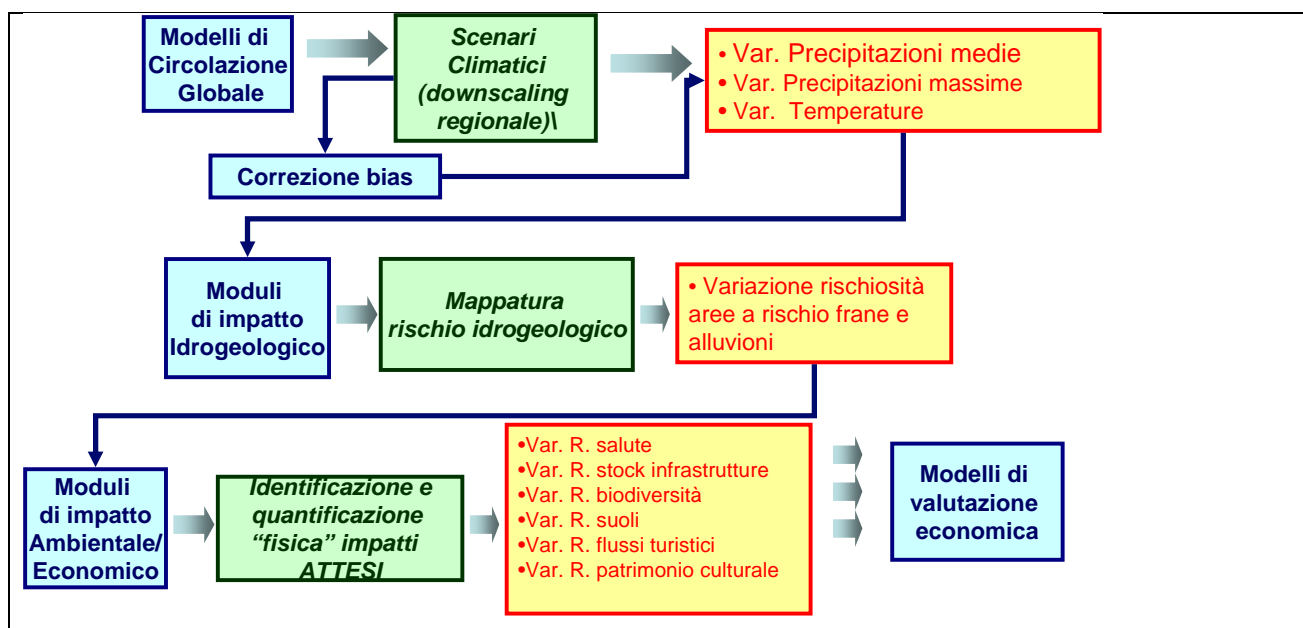 Modelli di
Circolazione
Globale
Scenari
Climatici
(downscaling
regionale)\
• Var. Precipitazioni medie
• Var. Precipitazioni massime
• Var. Temperature
Correzione bias
Moduli
di impatto
Idrogeologico
Mappatura
rischio idrogeologico
• Variazione rischiosità
aree a rischio frane e
alluvioni
Moduli
di impatto
Ambientale/
Economico
Identificazione e
quantificazione
“fisica” impatti
ATTESI
•Var. R. salute
•Var. R. stock infrastrutture
•Var. R. biodiversità
•Var. R. suoli
•Var. R. flussi turistici
•Var. R. patrimonio culturale
Modelli di
valutazione
economica